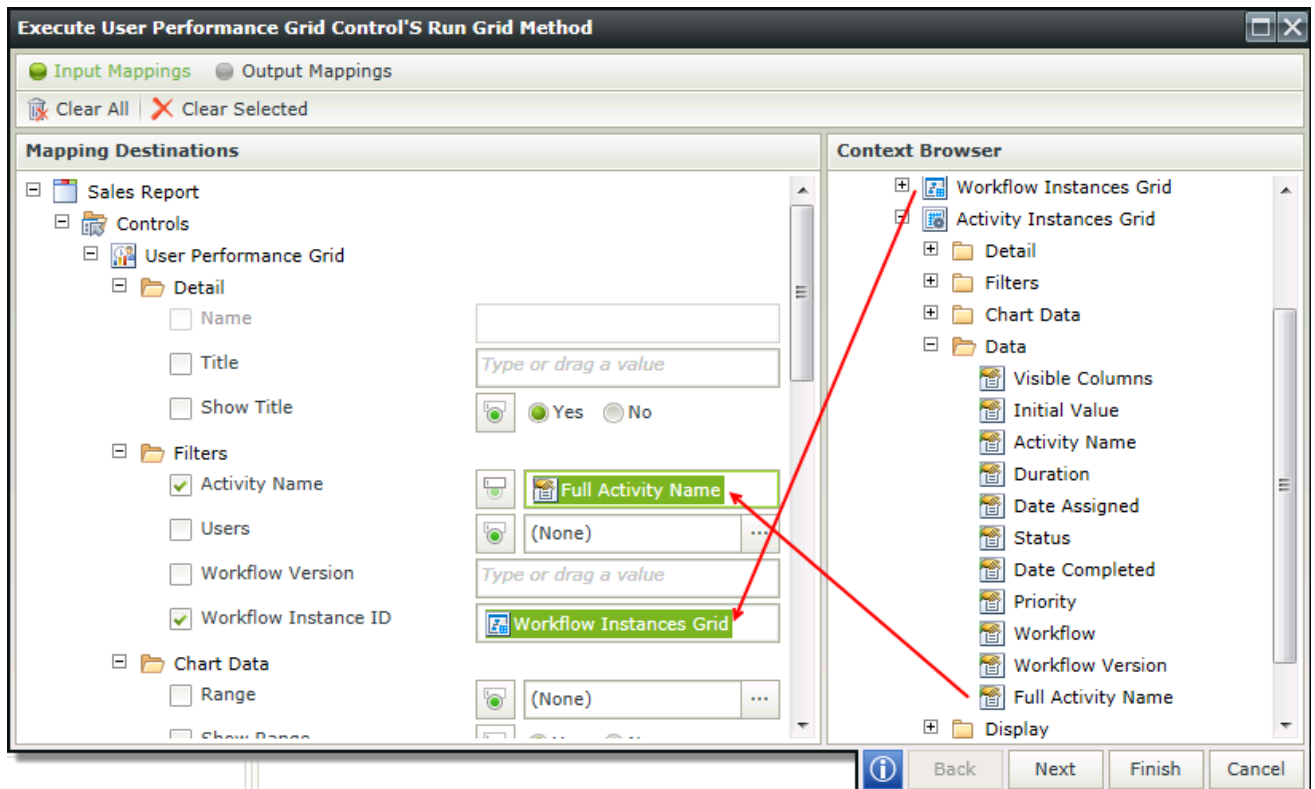 Execute User Performance Grid Control'S Run Grid Method
Input Mappings Output Mappings
Clear All Clear Selected
Mapping Destinations
Sales Report
Controls
User Performance Grid
Detail
Name
Title Type or drag a value
Show Title Yes No
Filters
Activity Name Full Activity Name
Users (None) ...
Workflow Version Type or drag a value
Workflow Instance ID Workflow Instances Grid
Chart Data
Range (None) ...
Show Range
Context Browser
Workflow Instances Grid
Activity Instances Grid
Detail
Filters
Chart Data
Data
Visible Columns
Initial Value
Activity Name
Duration
Date Assigned
Status
Date Completed
Priority
Workflow
Workflow Version
Full Activity Name
Display
Back Next Finish Cancel